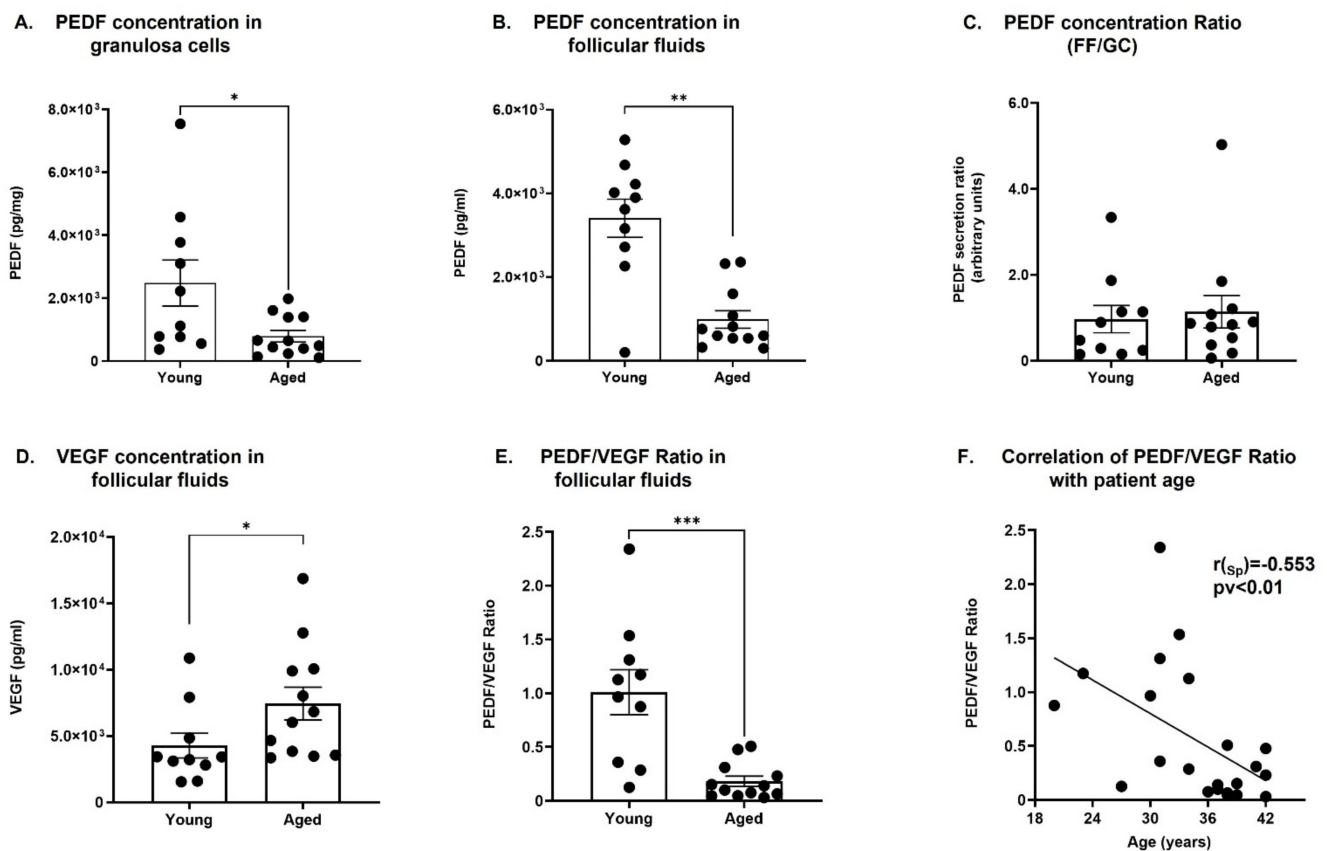 A. PEDF concentration in
granulosa cells
PEDF (pg/mg)
8.0×10³
6.0×10³
4.0×10³
2.0×10³
0
*
Young
Aged
B. PEDF concentration in
follicular fluids
PEDF (pg/ml)
6.0×10³
4.0×10³
2.0×10³
0
**
Young
Aged
C. PEDF concentration Ratio
(FF/GC)
PEDF secretion ratio
(arbitrary units)
6.0
4.0
2.0
0
Young
Aged
D. VEGF concentration in
follicular fluids
VEGF (pg/ml)
2.0×10⁴
1.5×10⁴
1.0×10⁴
5.0×10³
0
*
Young
Aged
E. PEDF/VEGF Ratio in
follicular fluids
PEDF/VEGF Ratio
2.5
2.0
1.5
1.0
0.5
0
***
Young
Aged
F. Correlation of PEDF/VEGF Ratio
with patient age
PEDF/VEGF Ratio
2.5
2.0
1.5
1.0
0.5
0
r(Sp)=-0.553
pv<0.01
18 24 30 36 42
Age (years)